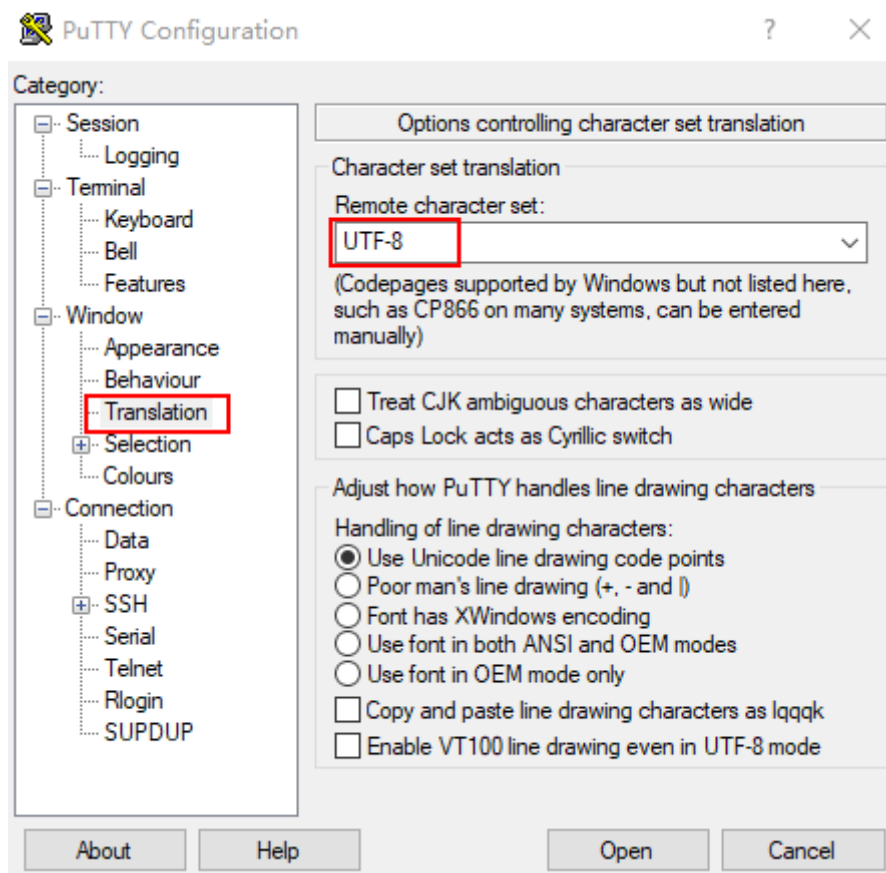 PuTTY Configuration
?
Category:
Session
Logging
Terminal
Keyboard
Bell
Features
Window
Appearance
Behaviour
Translation
Selection
Colours
Connection
Data
Proxy
SSH
Serial
Telnet
Rlogin
SUPDUP
Options controlling character set translation
Character set translation
Remote character set:
UTF-8
(Codepages supported by Windows but not listed here,
such as CP866 on many systems, can be entered
manually)
Treat CJK ambiguous characters as wide
Caps Lock acts as Cyrillic switch
Adjust how PuTTY handles line drawing characters
Handling of line drawing characters:
Use Unicode line drawing code points
Poor man's line drawing (+, - and |)
Font has XWindows encoding
Use font in both ANSI and OEM modes
Use font in OEM mode only
Copy and paste line drawing characters as lqqqk
Enable VT100 line drawing even in UTF-8 mode
About
Help
Open
Cancel